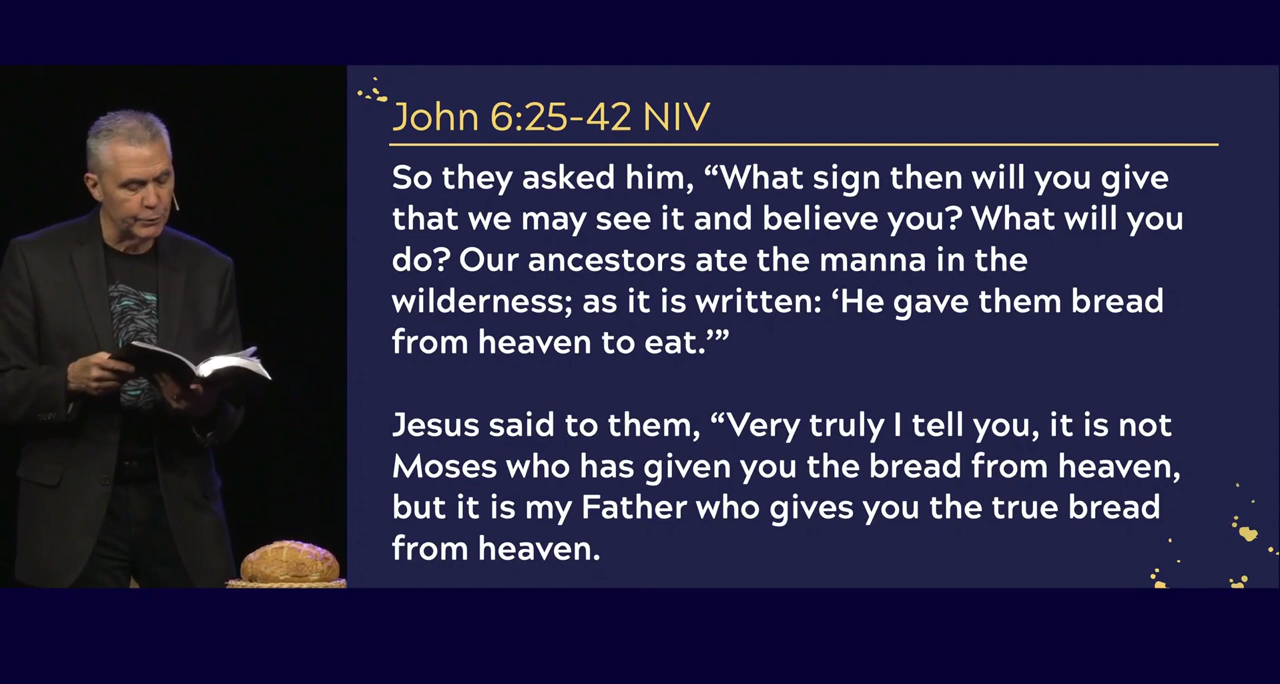 John 6:25-42 NIV
So they asked him, “What sign then will you give
that we may see it and believe you? What will you
do? Our ancestors ate the manna in the
wilderness; as it is written: ‘He gave them bread
from heaven to eat.’”
Jesus said to them, “Very truly I tell you, it is not
Moses who has given you the bread from heaven,
but it is my Father who gives you the true bread
from heaven.